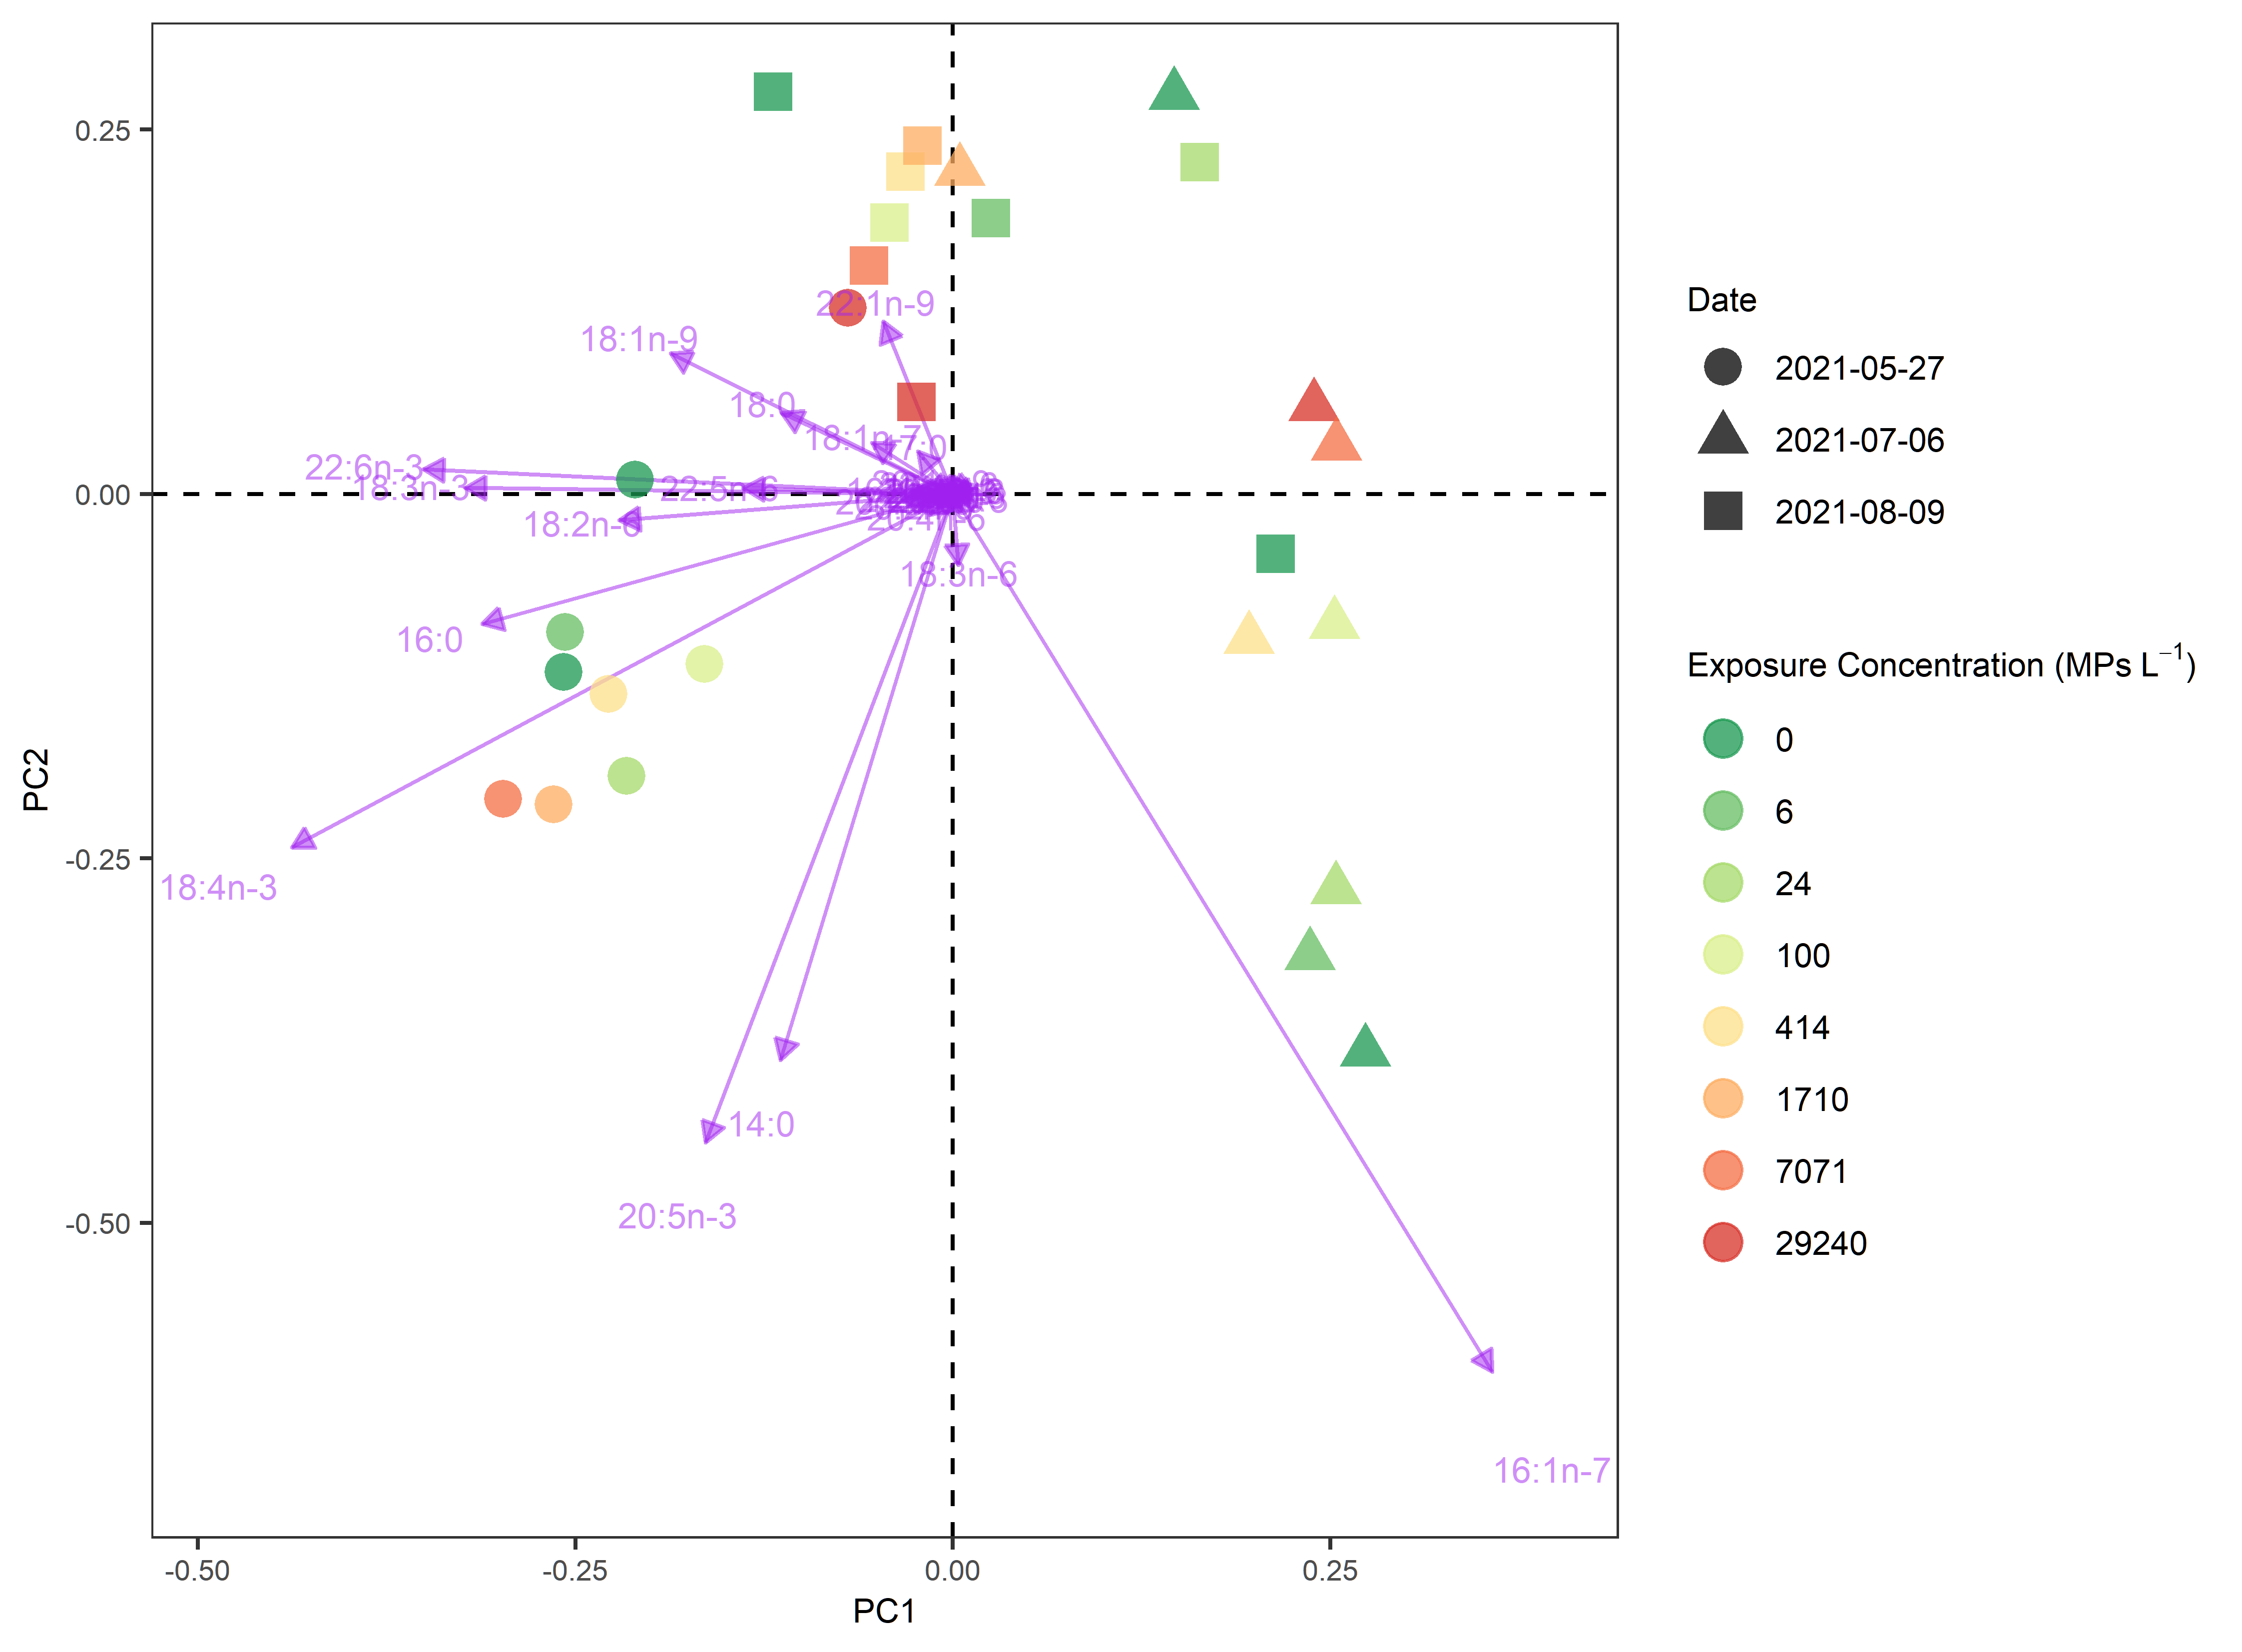 0.25
0.00
-0.25
-0.50
-0.50
-0.25
0.00
0.25
PC1
PC2
22:1n-9
18:1n-9
18:0
18:1n-7
22:6n-3
18:3n-3
22:5n-6
18:2n-6
20:4n-6
18:3n-6
16:0
18:4n-3
14:0
20:5n-3
16:1n-7
Date
2021-05-27
2021-07-06
2021-08-09
Exposure Concentration (MPs L⁻¹)
0
6
24
100
414
1710
7071
29240